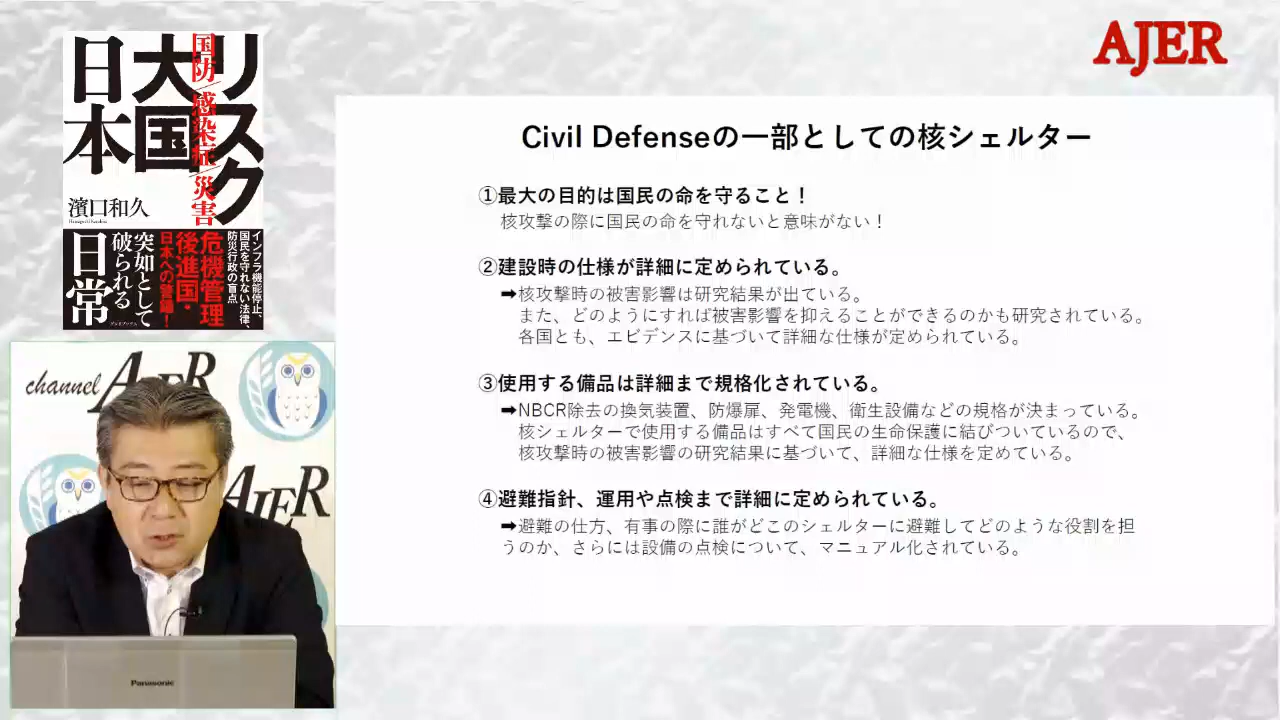 AJER
リスク
大国
日本
国防/感染症/災害
濱口和久
Hamaguchi Kazuhisa
インフラ機能停止、
国民を守れない法律、
防災行政の盲点
危機管理
後進国・
日本への警鐘!
突如として
破られる
日常
channel AJER
AJER
Panasonic
Civil Defenseの一部としての核シェルター
①最大の目的は国民の命を守ること!
核攻撃の際に国民の命を守れないと意味がない!
②建設時の仕様が詳細に定められている。
➡核攻撃時の被害影響は研究結果が出ている。
また、どのようにすれば被害影響を抑えることができるのかも研究されている。
各国とも、エビデンスに基づいて詳細な仕様が定められている。
③使用する備品は詳細まで規格化されている。
➡NBCR除去の換気装置、防爆扉、発電機、衛生設備などの規格が決まっている。
核シェルターで使用する備品はすべて国民の生命保護に結びついているので、
核攻撃時の被害影響の研究結果に基づいて、詳細な仕様を定めている。
④避難指針、運用や点検まで詳細に定められている。
➡避難の仕方、有事の際に誰がどこのシェルターに避難してどのような役割を担
うのか、さらには設備の点検について、マニュアル化されている。